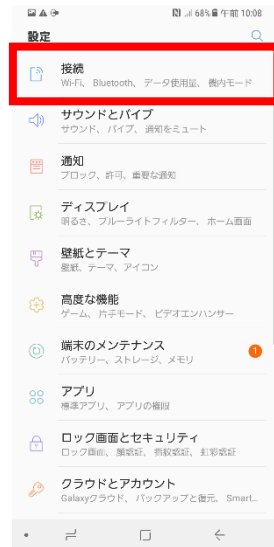 68% 午前 10:08
設定
接続
Wi-Fi、 Bluetooth、 データ使用量、 機内モード
サウンドとバイブ
サウンド、 バイブ、 通知をミュート
通知
ブロック、許可、重要な通知
ディスプレイ
明るさ、 ブルーライトフィルター、 ホーム画面
壁紙とテーマ
壁紙、テーマ、アイコン
高度な機能
ゲーム、 片手モード、 ビデオエンハンサー
端末のメンテナンス
1
バッテリー、ストレージ、メモリ
アプリ
標準アプリ、 アプリの権限
ロック画面とセキュリティ
ロック画面、 顔認証、 指紋認証、 虹彩認証
クラウドとアカウント
Galaxyクラウド、 バックアップと復元、 Smart...